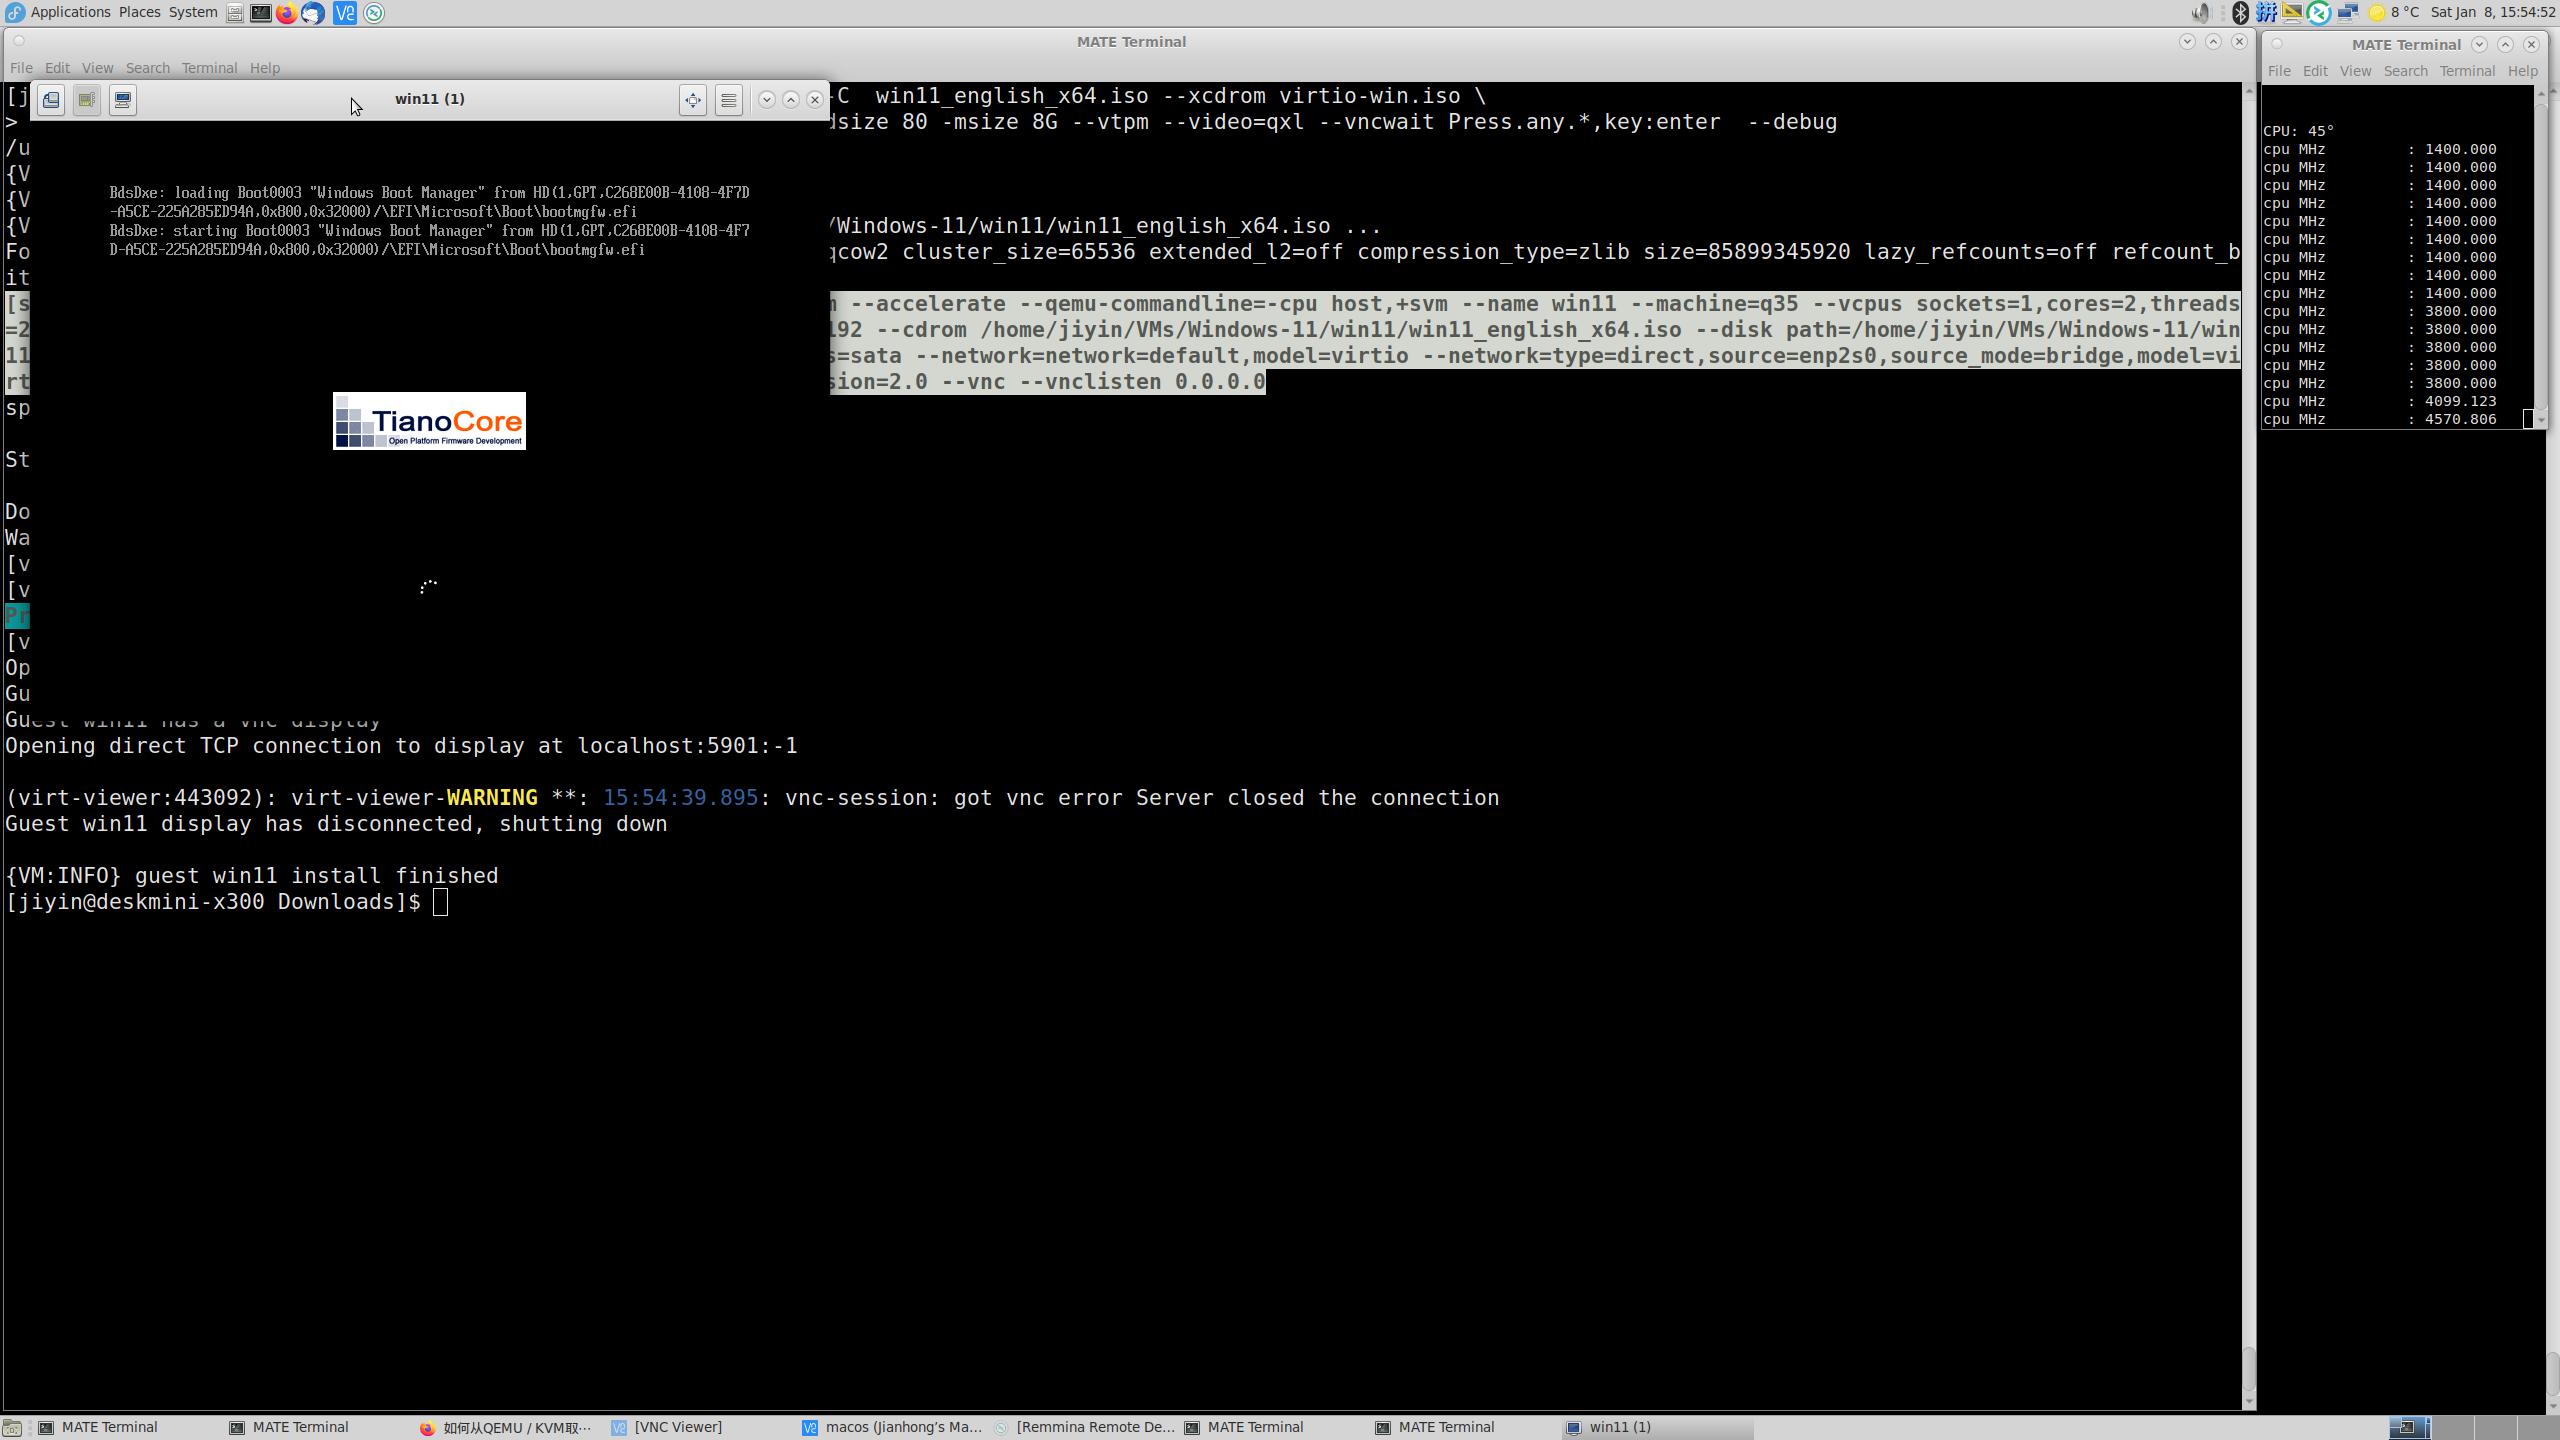 Applications Places System
8 °C Sat Jan 8, 15:54:52
MATE Terminal
File Edit View Search Terminal Help
[j
-C win11_english_x64.iso --xcdrom virtio-win.iso \
>
size 80 -msize 8G --vtpm --video=qxl --vncwait Press.any.*,key:enter --debug
/u
{V
{V
{V
/Windows-11/win11/win11_english_x64.iso ...
Fo
qcow2 cluster_size=65536 extended_l2=off compression_type=zlib size=85899345920 lazy_refcounts=off refcount_b
it
[s
--accelerate --qemu-commandline=-cpu host,+svm --name win11 --machine=q35 --vcpus sockets=1,cores=2,threads
=2
192 --cdrom /home/jiyin/VMs/Windows-11/win11/win11_english_x64.iso --disk path=/home/jiyin/VMs/Windows-11/win
11
s=sata --network=network=default,model=virtio --network=type=direct,source=enp2s0,source_mode=bridge,model=vi
rt
sion=2.0 --vnc --vnclisten 0.0.0.0
sp
St
Do
Wa
[v
[v
Pr
[v
Op
Gu
Guest win11 has a vnc display
Opening direct TCP connection to display at localhost:5901:-1
(virt-viewer:443092): virt-viewer-WARNING **: 15:54:39.895: vnc-session: got vnc error Server closed the connection
Guest win11 display has disconnected, shutting down
{VM:INFO} guest win11 install finished
[jiyin@deskmini-x300 Downloads]$
win11 (1)
BdsDxe: loading Boot0003 "Windows Boot Manager" from HD(1,GPT,C268E00B-4108-4F7D
-A5CE-225A285ED94A,0x800,0x32000)/\EFI\Microsoft\Boot\bootmgfw.efi
BdsDxe: starting Boot0003 "Windows Boot Manager" from HD(1,GPT,C268E00B-4108-4F7
D-A5CE-225A285ED94A,0x800,0x32000)/\EFI\Microsoft\Boot\bootmgfw.efi
TianoCore
Open Platform Firmware Development
MATE Terminal
File Edit View Search Terminal Help
CPU: 45°
cpu MHz : 1400.000
cpu MHz : 1400.000
cpu MHz : 1400.000
cpu MHz : 1400.000
cpu MHz : 1400.000
cpu MHz : 1400.000
cpu MHz : 1400.000
cpu MHz : 1400.000
cpu MHz : 1400.000
cpu MHz : 3800.000
cpu MHz : 3800.000
cpu MHz : 3800.000
cpu MHz : 3800.000
cpu MHz : 3800.000
cpu MHz : 4099.123
cpu MHz : 4570.806
MATE Terminal
MATE Terminal
如何从QEMU / KVM取…
[VNC Viewer]
macos (Jianhong's Ma…
[Remmina Remote De…
MATE Terminal
MATE Terminal
win11 (1)